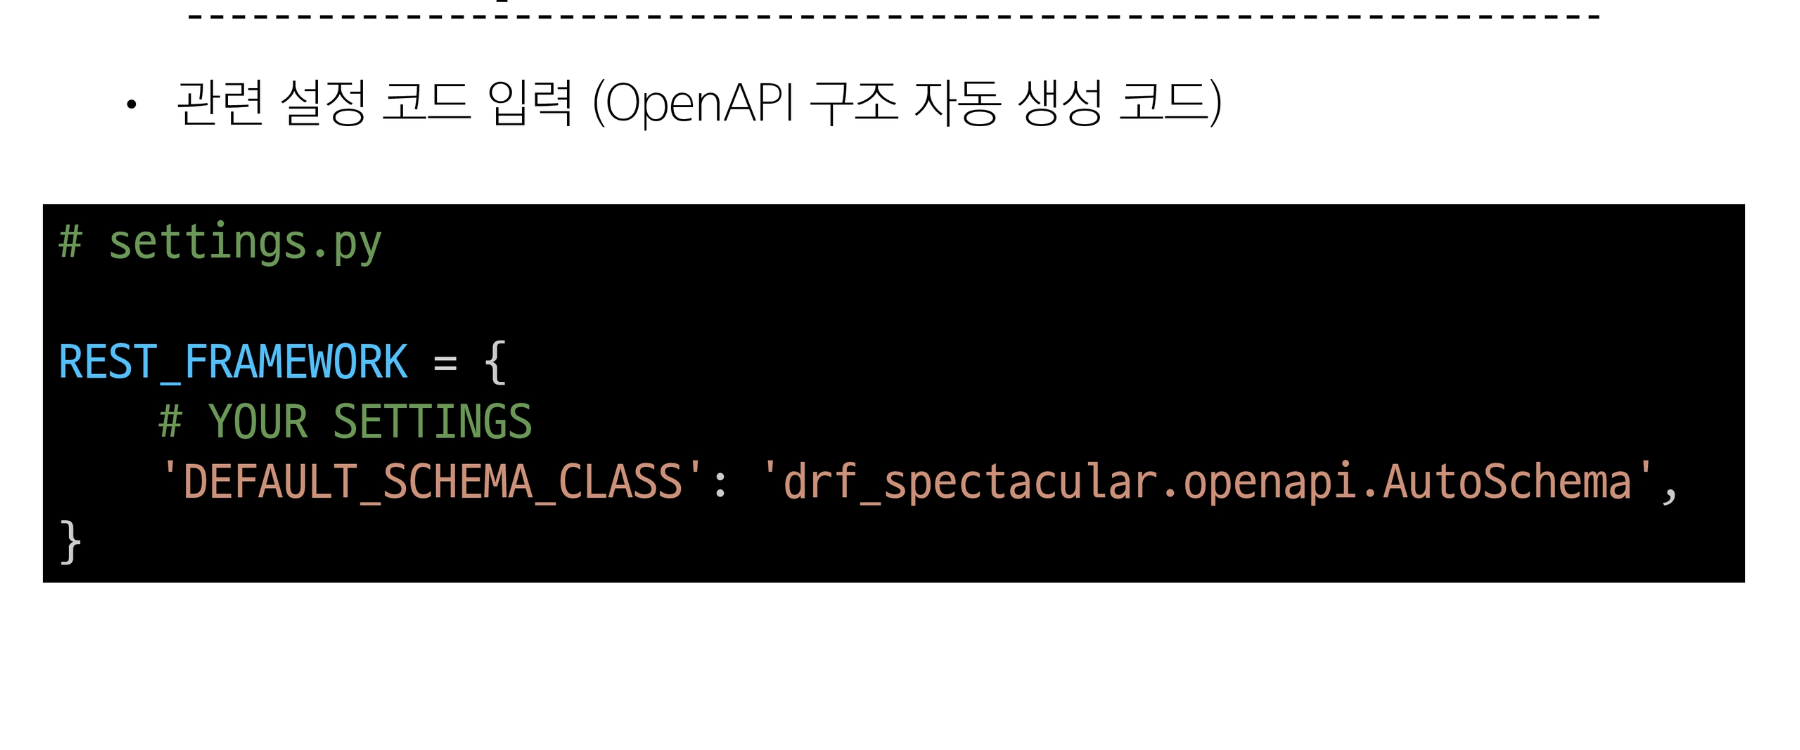 • 관련 설정 코드 입력 (OpenAPI 구조 자동 생성 코드)
# settings.py
REST_FRAMEWORK = {
    # YOUR SETTINGS
    'DEFAULT_SCHEMA_CLASS': 'drf_spectacular.openapi.AutoSchema',
}